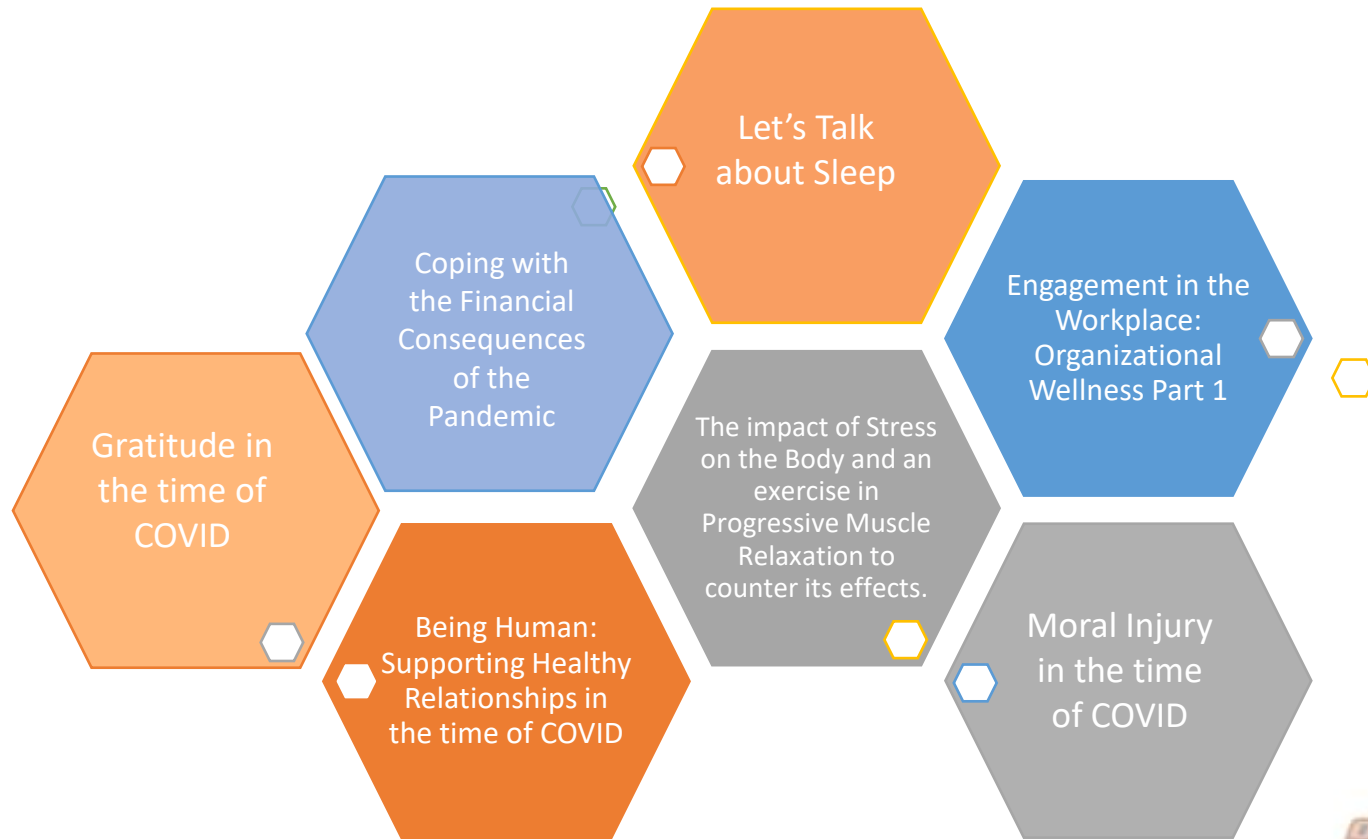 Let’s Talk
about Sleep
Coping with
the Financial
Consequences
of the
Pandemic
Engagement in the
Workplace:
Organizational
Wellness Part 1
Gratitude in
the time of
COVID
The impact of Stress
on the Body and an
exercise in
Progressive Muscle
Relaxation to
counter its effects.
Being Human:
Supporting Healthy
Relationships in
the time of COVID
Moral Injury
in the time
of COVID